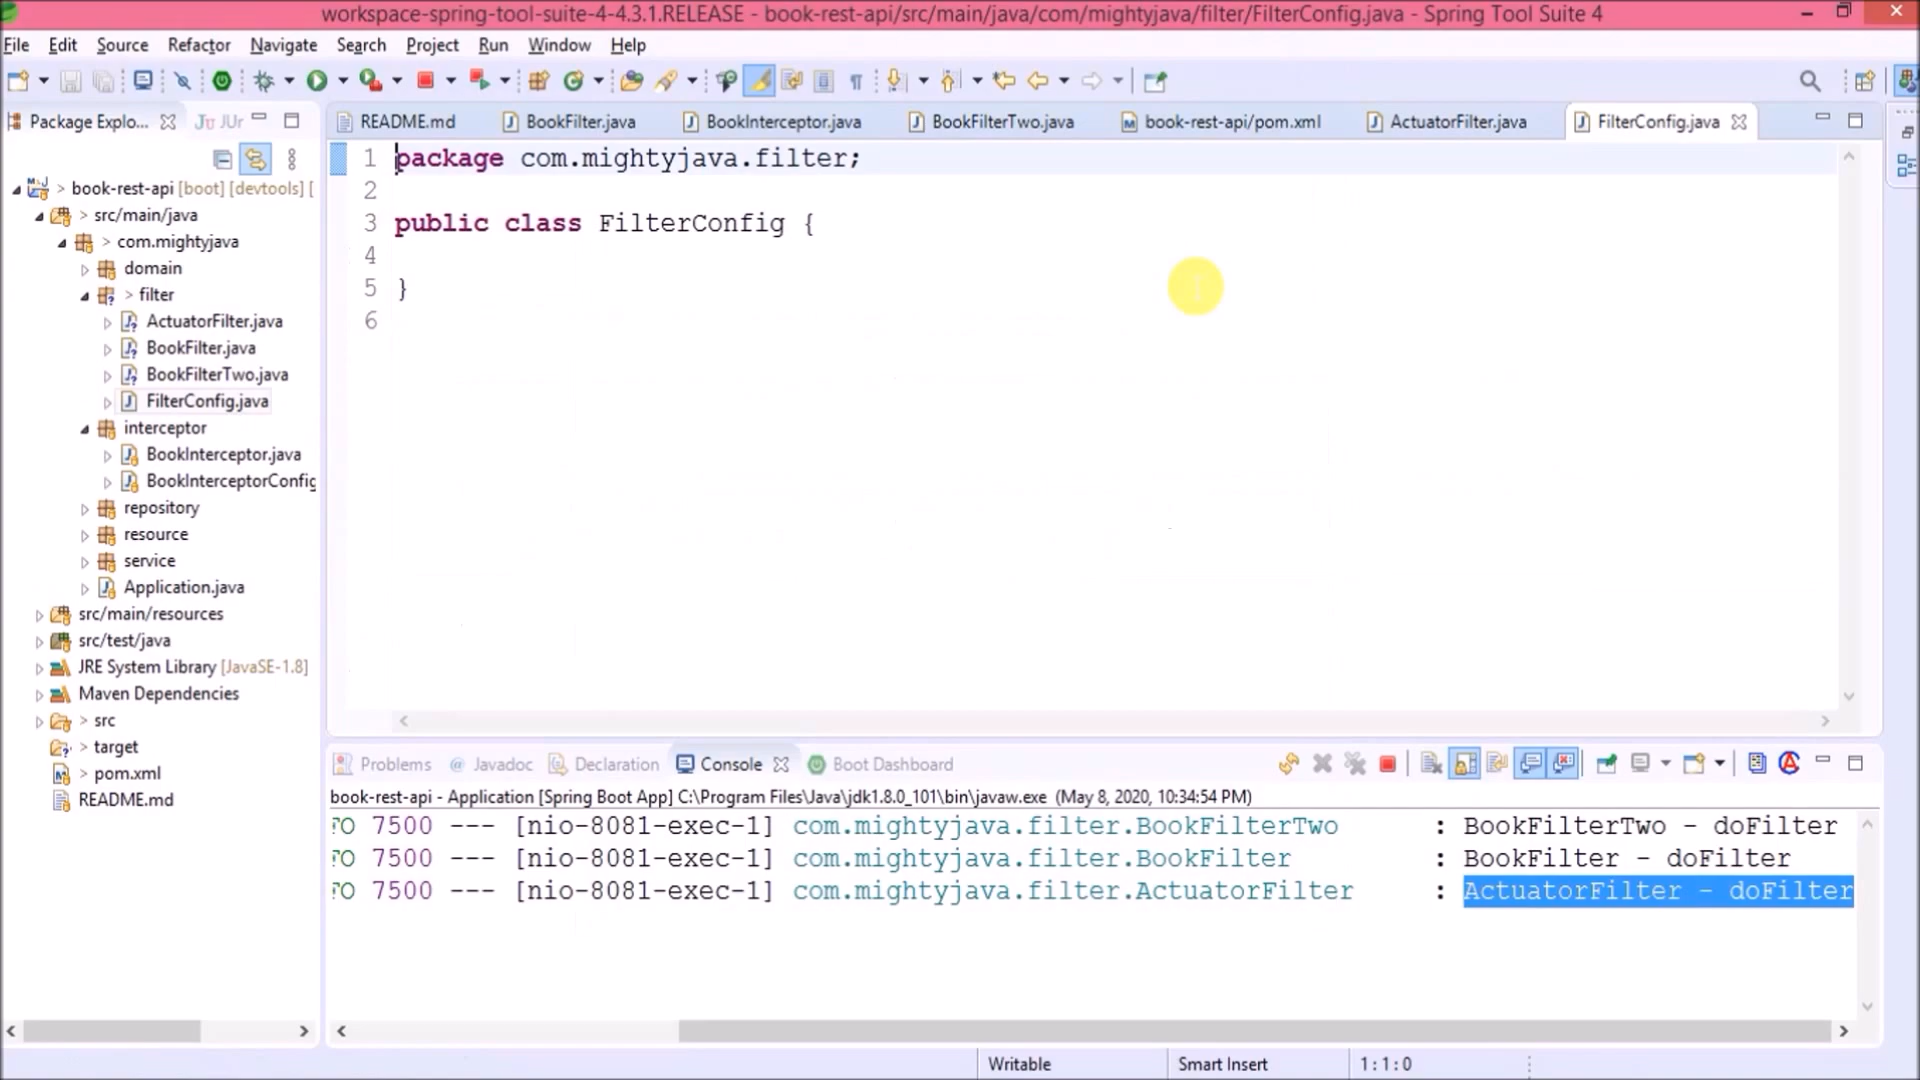 workspace-spring-tool-suite-4-4.3.1.RELEASE - book-rest-api/src/main/java/com/mightyjava/filter/FilterConfig.java - Spring Tool Suite 4
File Edit Source Refactor Navigate Search Project Run Window Help
Package Explo... JUr
README.md BookFilter.java BookInterceptor.java BookFilterTwo.java book-rest-api/pom.xml ActuatorFilter.java FilterConfig.java
> book-rest-api [boot] [devtools] [
> src/main/java
> com.mightyjava
domain
> filter
ActuatorFilter.java
BookFilter.java
BookFilterTwo.java
FilterConfig.java
interceptor
BookInterceptor.java
BookInterceptorConfig
repository
resource
service
Application.java
src/main/resources
src/test/java
JRE System Library [JavaSE-1.8]
Maven Dependencies
> src
> target
> pom.xml
README.md
1 package com.mightyjava.filter;
2
3 public class FilterConfig {
4
5 }
6
Problems @ Javadoc Declaration Console Boot Dashboard
book-rest-api - Application [Spring Boot App] C:\Program Files\Java\jdk1.8.0_101\bin\javaw.exe (May 8, 2020, 10:34:54 PM)
FO 7500 --- [nio-8081-exec-1] com.mightyjava.filter.BookFilterTwo : BookFilterTwo - doFilter
FO 7500 --- [nio-8081-exec-1] com.mightyjava.filter.BookFilter : BookFilter - doFilter
FO 7500 --- [nio-8081-exec-1] com.mightyjava.filter.ActuatorFilter : ActuatorFilter - doFilter
Writable Smart Insert 1 : 1 : 0